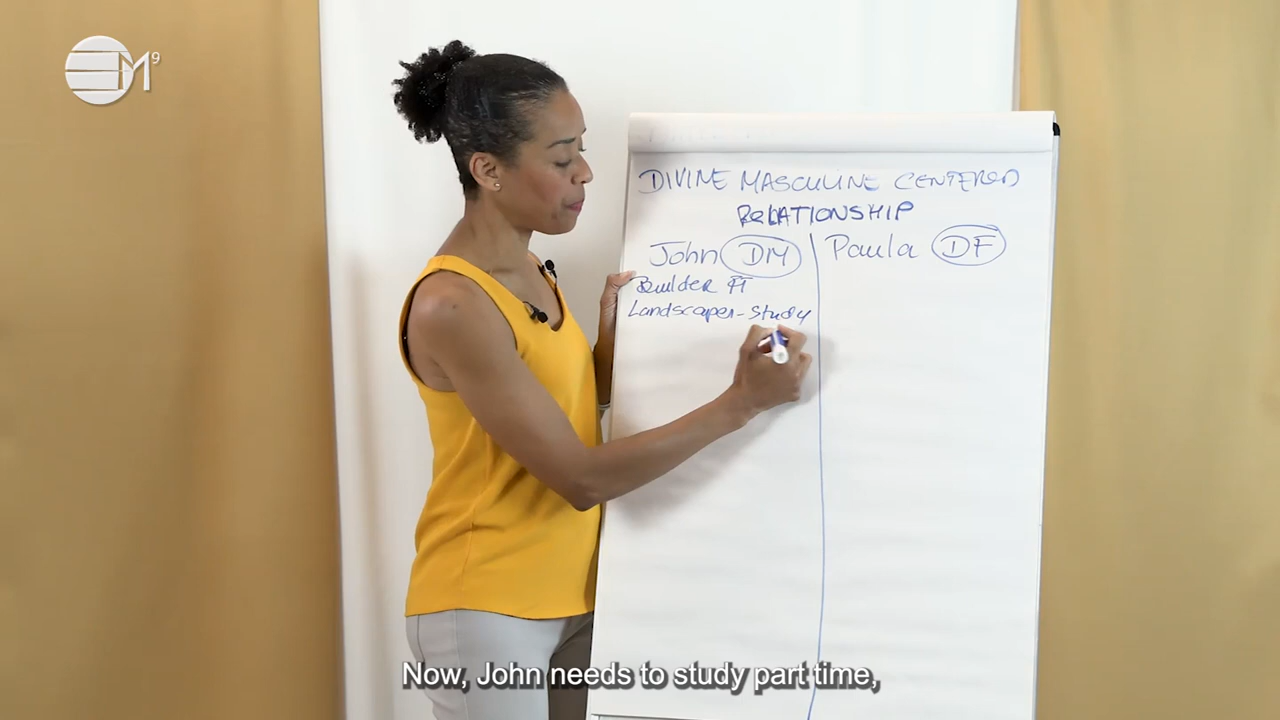 EM9
DIVINE MASCULINE CENTERED
RELATIONSHIP
John DM
Paula DF
Builder FT
Landscaper-Study
Now, John needs to study part time,